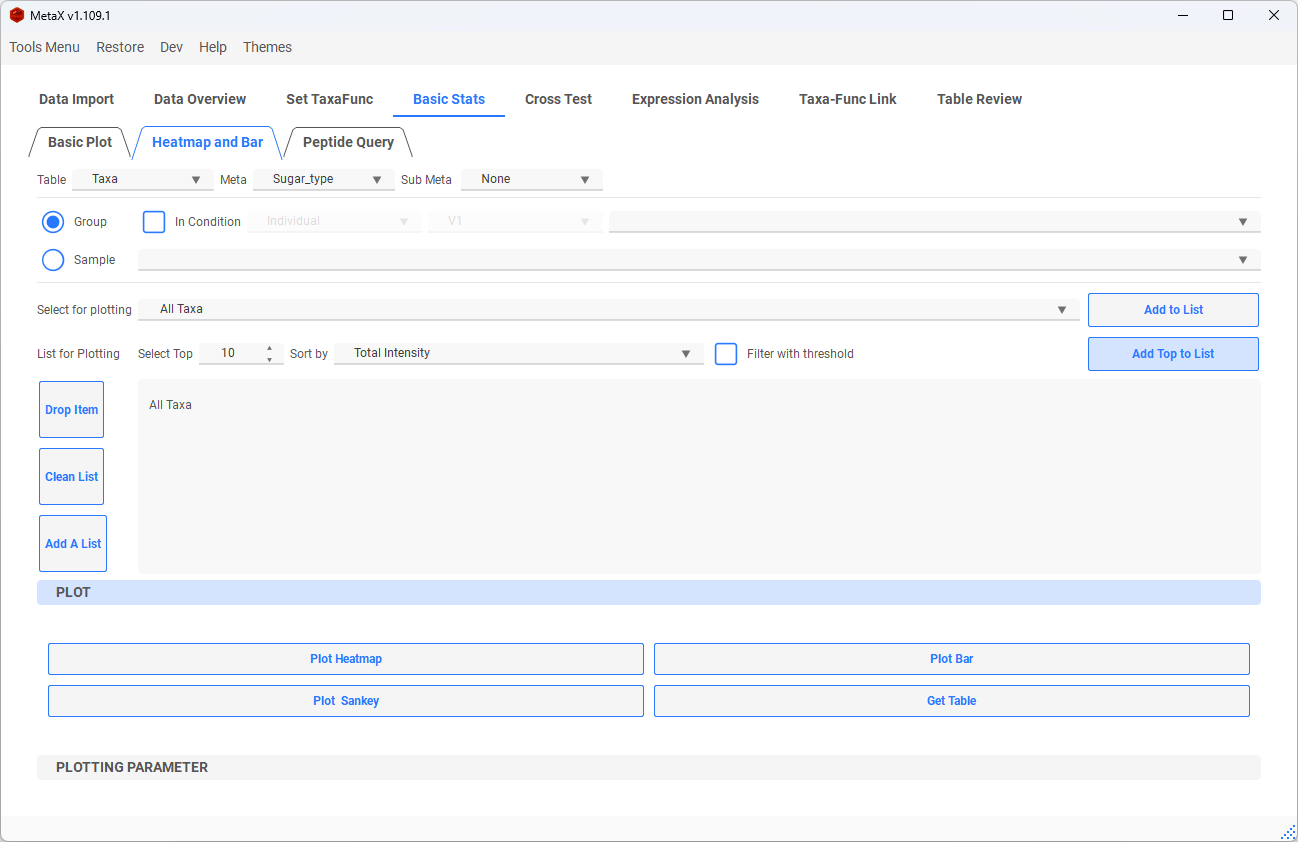 MetaX v1.109.1
Tools Menu Restore Dev Help Themes
Data Import Data Overview Set TaxaFunc Basic Stats Cross Test Expression Analysis Taxa-Func Link Table Review
Basic Plot Heatmap and Bar Peptide Query
Table Taxa Meta Sugar_type Sub Meta None
Group In Condition Individual V1
Sample
Select for plotting All Taxa Add to List
List for Plotting Select Top 10 Sort by Total Intensity Filter with threshold Add Top to List
Drop Item All Taxa
Clean List
Add A List
PLOT
Plot Heatmap Plot Bar
Plot Sankey Get Table
PLOTTING PARAMETER